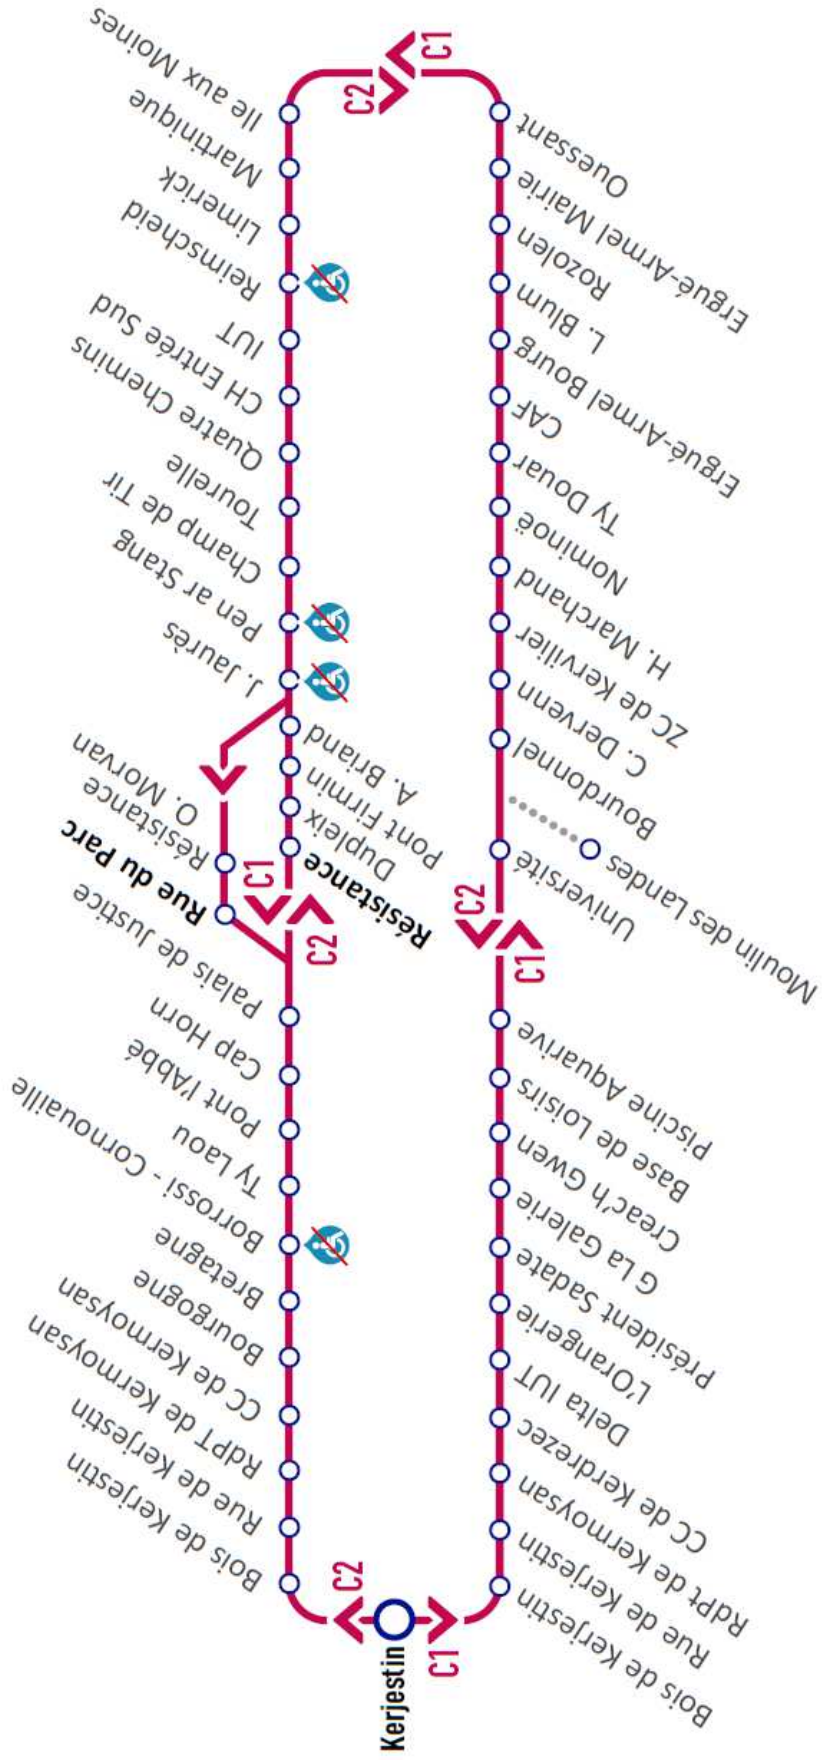 Kerjestin
C2
C1
Bois de Kerjestin
Rue de Kerjestin
RdPT de Kermoysan
CC de Kermoysan
Bourgogne
Bretagne
Borrossi - Cornouaille
Ty Laou
Pont l'Abbé
Cap Horn
Palais de Justice
Rue du Parc
Résistance
O. Morvan
C1
C2
Résistance
Dupleix
Pont Firmin
A. Briand
J. Jaurès
Pen ar Stang
Champ de Tir
Tourelle
Quatre Chemins
CH Entrée Sud
IUT
Reimscheid
Limerick
Martinique
Ile aux Moines
C2
C1
Bois de Kerjestin
Rue de Kerjestin
RdPt de Kermoysan
CC de Kerdrezec
Delta IUT
L'Orangerie
Président Sadate
G La Galerie
Creac'h Gwen
Base de Loisirs
Piscine Aquarive
C2
C1
Université
Moulin des Landes
Bourdonnel
C. Dervenn
ZC de Kervilier
H. Marchand
Nominoë
Ty Douar
CAF
Ergué-Armel Bourg
L. Blum
Rozolen
Ergué-Armel Mairie
Ouessant